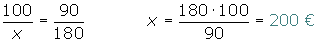 100/x = 90/180    x = 180·100/90 = 200 €